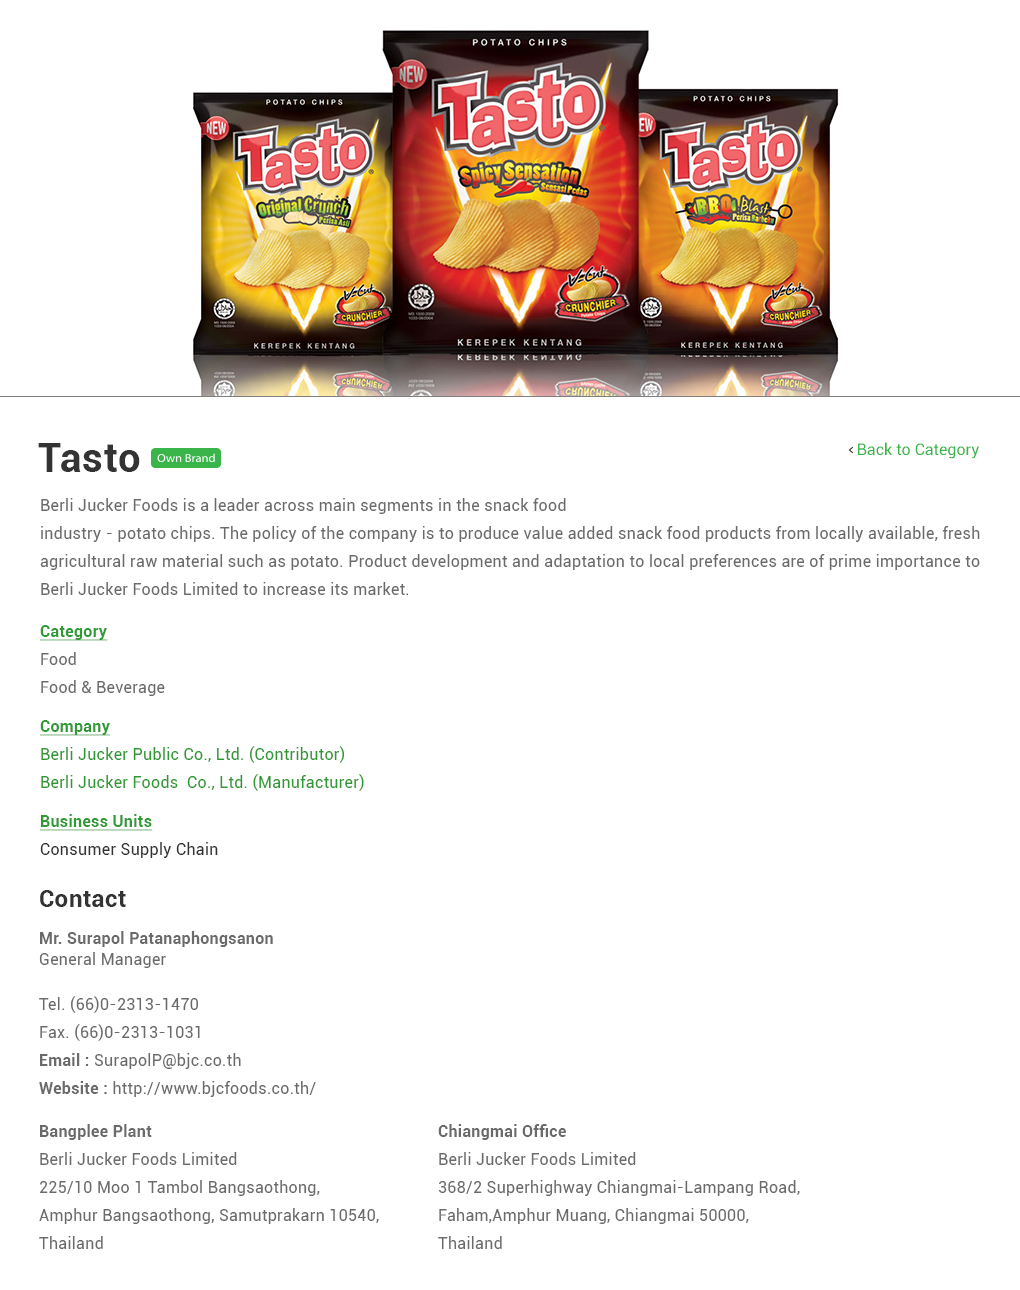 POTATO CHIPS
NEW
Tasto
Original Crunch
Perisa Asli
V-Cut
CRUNCHIER
Potato Chips
KEREPEK KENTANG
POTATO CHIPS
NEW
Tasto
Spicy Sensation
Sensasi Pedas
V-Cut
CRUNCHIER
Potato Chips
KEREPEK KENTANG
POTATO CHIPS
NEW
Tasto
BBQ Blast
V-Cut
CRUNCHIER
Potato Chips
KEREPEK KENTANG
Tasto Own Brand
‹ Back to Category
Berli Jucker Foods is a leader across main segments in the snack food
industry - potato chips. The policy of the company is to produce value added snack food products from locally available, fresh
agricultural raw material such as potato. Product development and adaptation to local preferences are of prime importance to
Berli Jucker Foods Limited to increase its market.
Category
Food
Food & Beverage
Company
Berli Jucker Public Co., Ltd. (Contributor)
Berli Jucker Foods  Co., Ltd. (Manufacturer)
Business Units
Consumer Supply Chain
Contact
Mr. Surapol Patanaphongsanon
General Manager
Tel. (66)0-2313-1470
Fax. (66)0-2313-1031
Email : SurapolP@bjc.co.th
Website : http://www.bjcfoods.co.th/
Bangplee Plant
Berli Jucker Foods Limited
225/10 Moo 1 Tambol Bangsaothong,
Amphur Bangsaothong, Samutprakarn 10540,
Thailand
Chiangmai Office
Berli Jucker Foods Limited
368/2 Superhighway Chiangmai-Lampang Road,
Faham,Amphur Muang, Chiangmai 50000,
Thailand